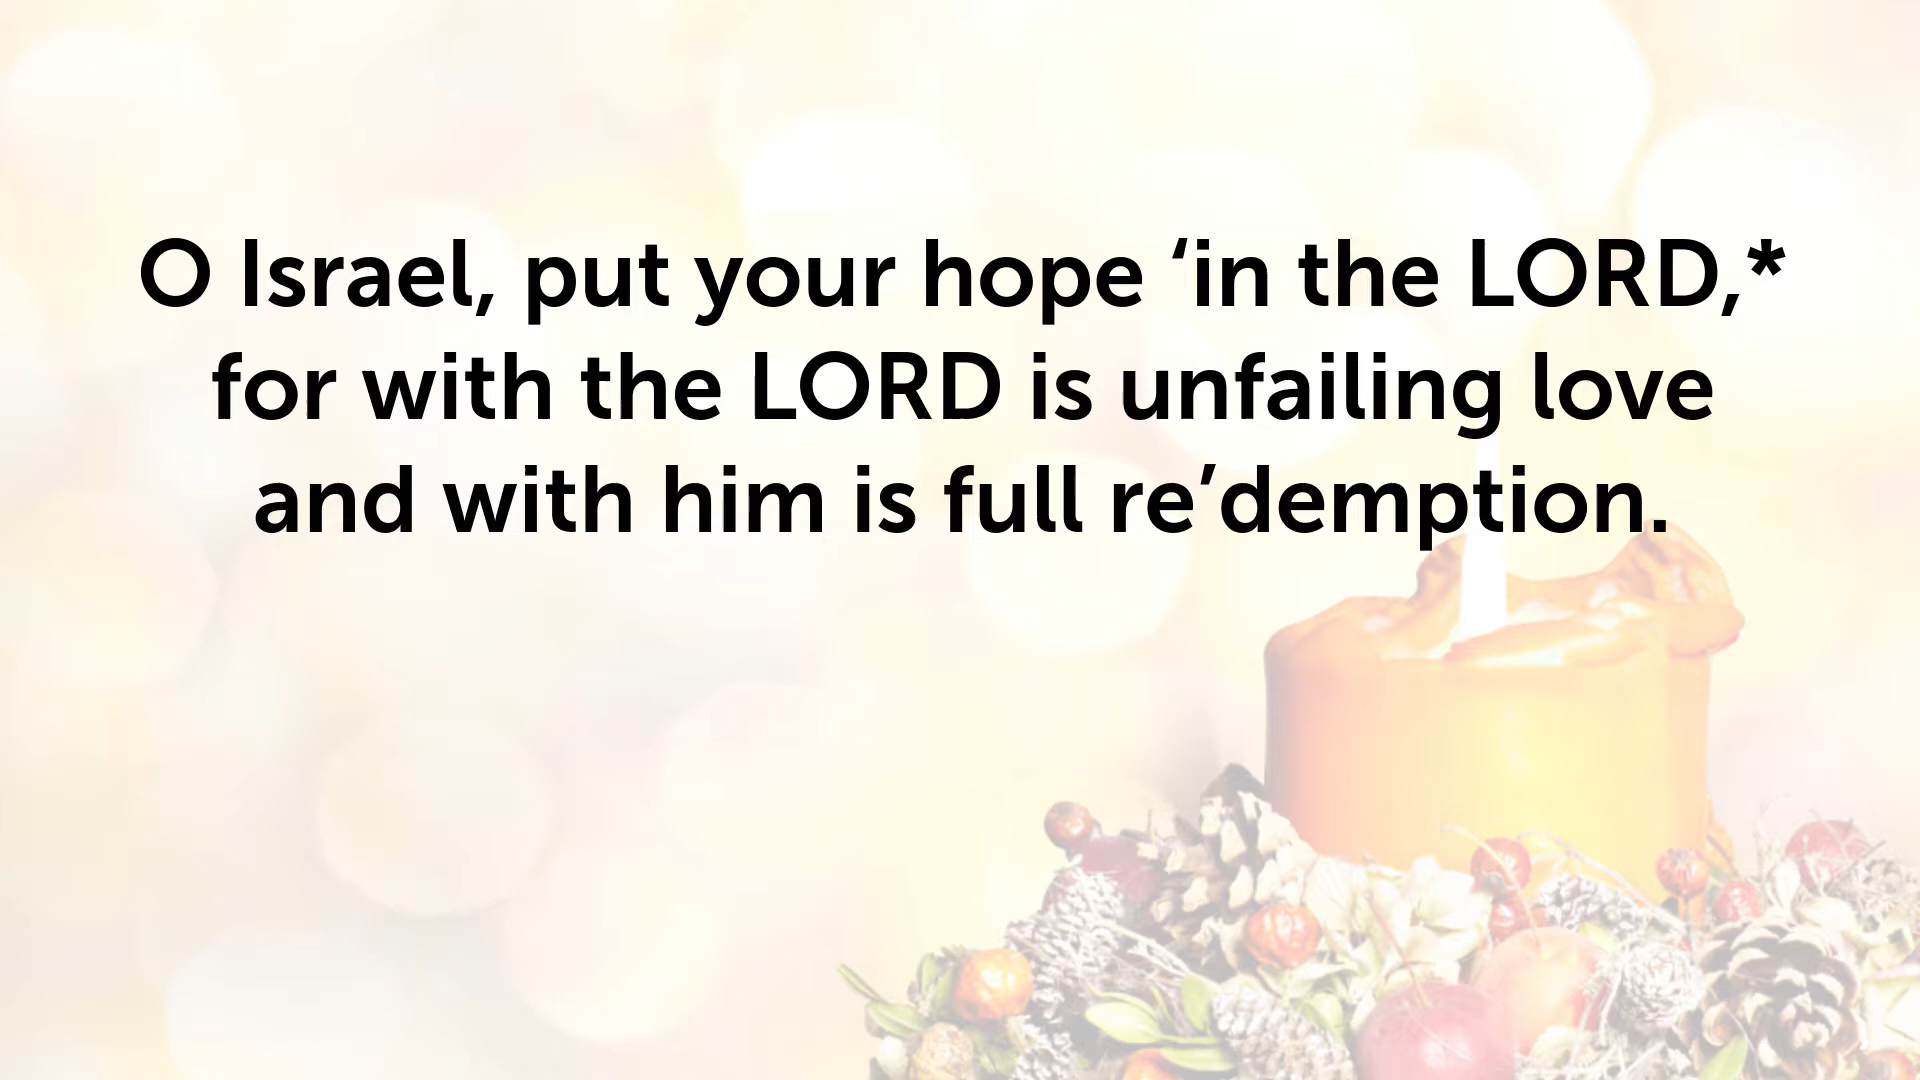 O Israel, put your hope ‘in the LORD,*
for with the LORD is unfailing love
and with him is full re’demption.